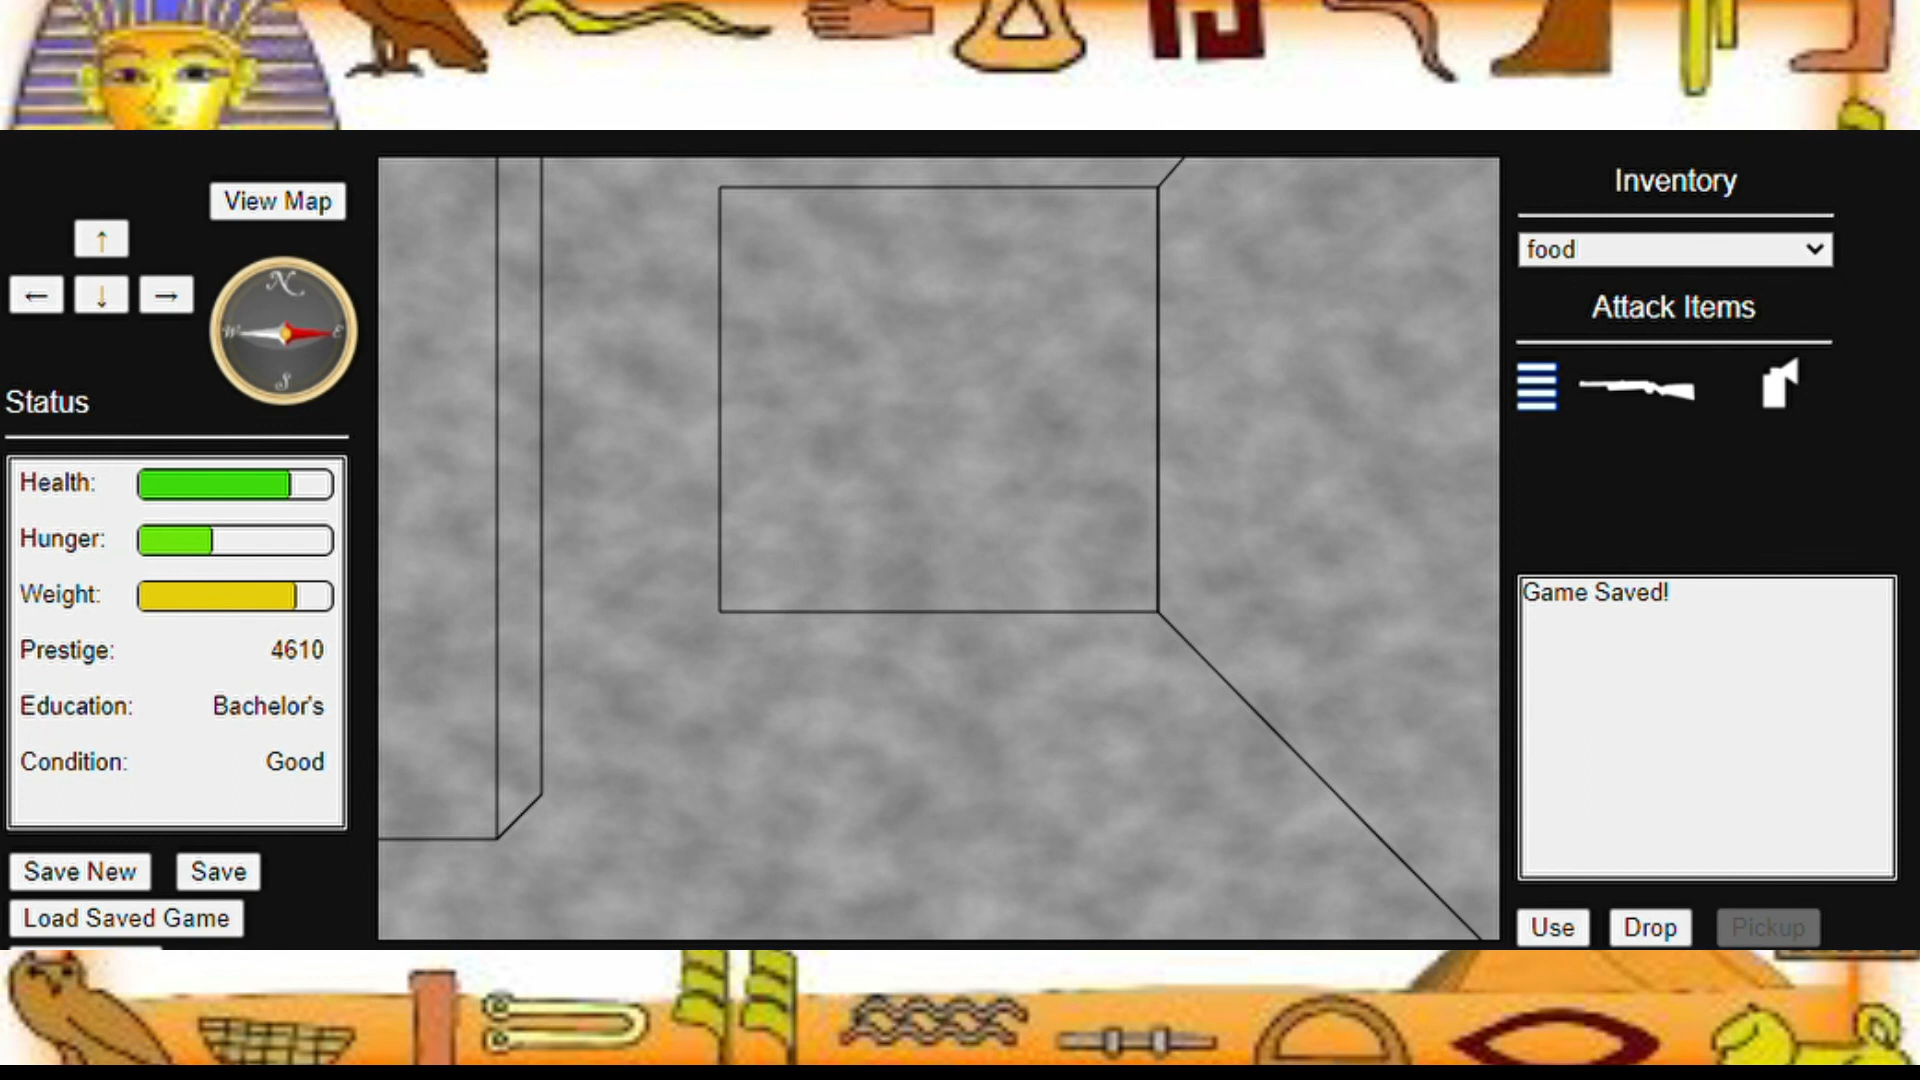 View Map
↑
← ↓ →
N
W E
S
Status
Health:
Hunger:
Weight:
Prestige: 4610
Education: Bachelor's
Condition: Good
Save New Save
Load Saved Game
Inventory
food
Attack Items
Game Saved!
Use Drop Pickup